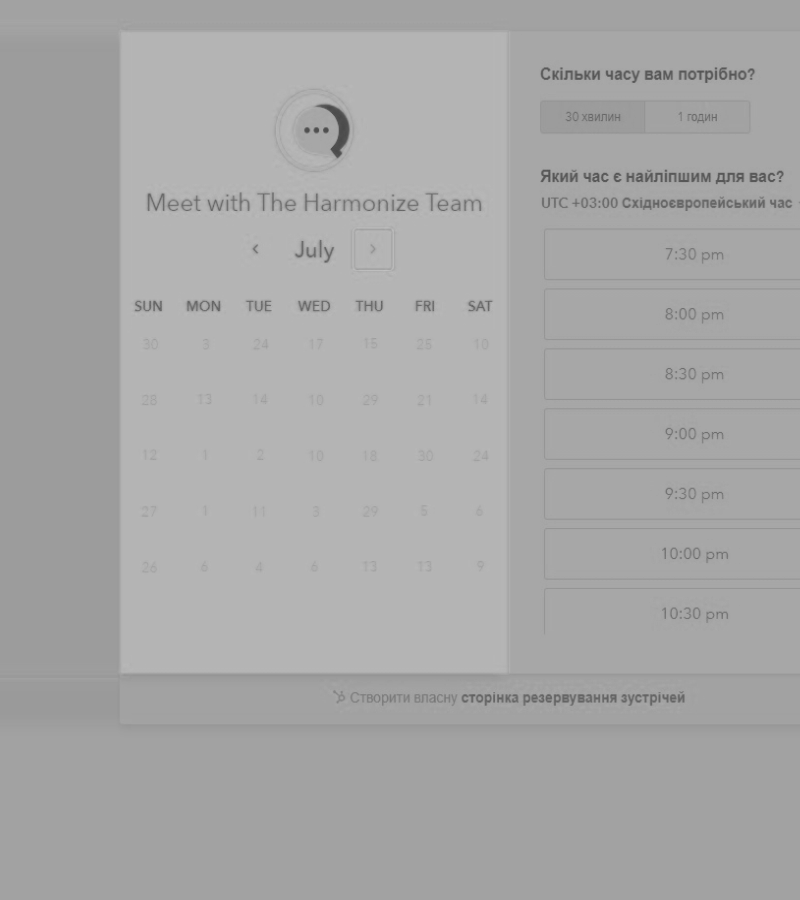 Meet with The Harmonize Team
July
SUN MON TUE WED THU FRI SAT
30 3 24 17 15 25 10
28 13 14 10 29 21 14
12 1 2 10 18 30 24
27 1 11 3 29 5 6
26 6 4 6 13 13 9
Скільки часу вам потрібно?
30 хвилин 1 годин
Який час є найліпшим для вас?
UTC +03:00 Східноєвропейський час
7:30 pm
8:00 pm
8:30 pm
9:00 pm
9:30 pm
10:00 pm
10:30 pm
Створити власну сторінка резервування зустрічей